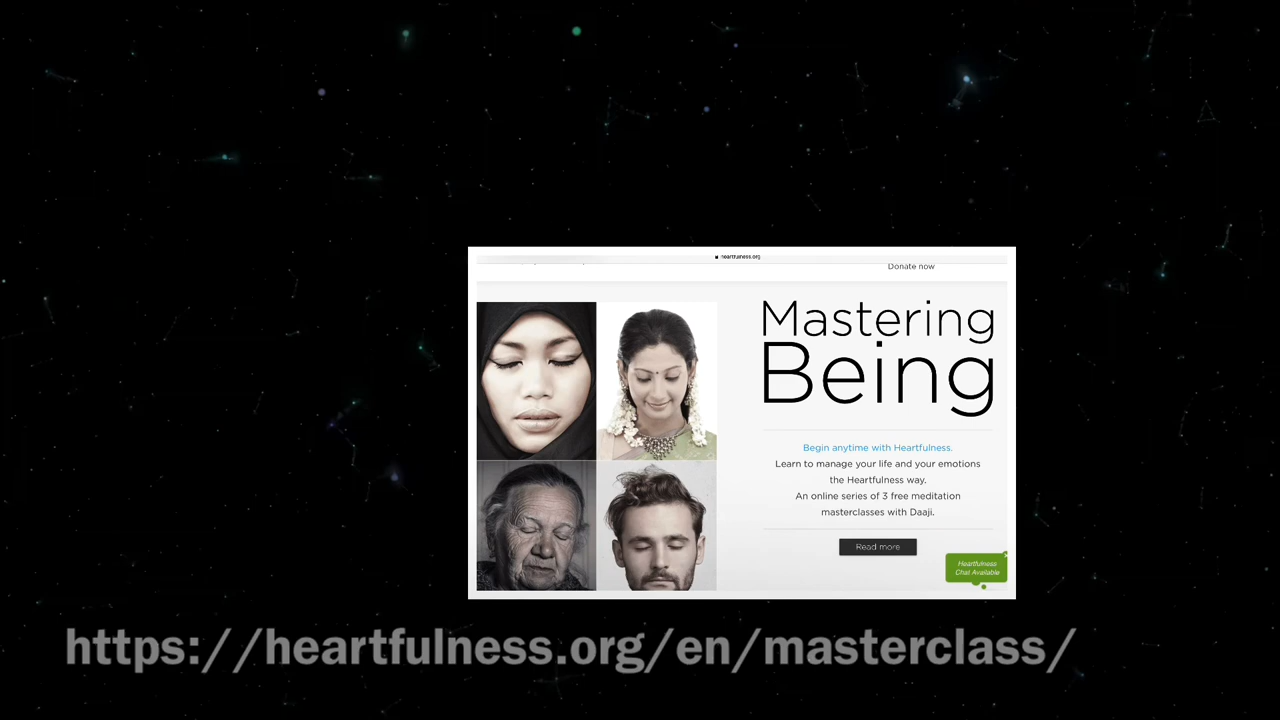 heartfulness.org
Donate now
Mastering
Being
Begin anytime with Heartfulness.
Learn to manage your life and your emotions
the Heartfulness way.
An online series of 3 free meditation
masterclasses with Daaji.
Read more
Heartfulness
Chat Available
https://heartfulness.org/en/masterclass/